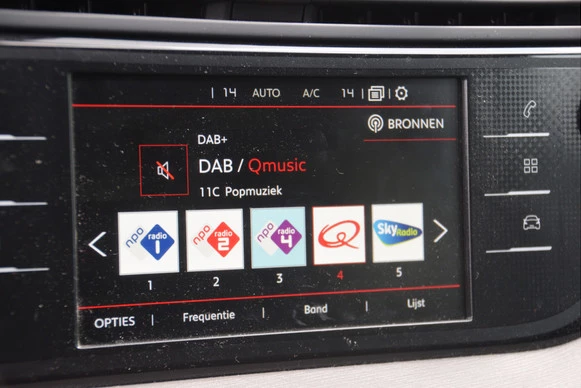 14 AUTO A/C 14
BRONNEN
DAB+
DAB / Qmusic
11C Popmuziek
npo radio 1
npo radio 2
npo radio 4
Q
Sky Radio
1 2 3 4 5
OPTIES | Frequentie | Band | Lijst